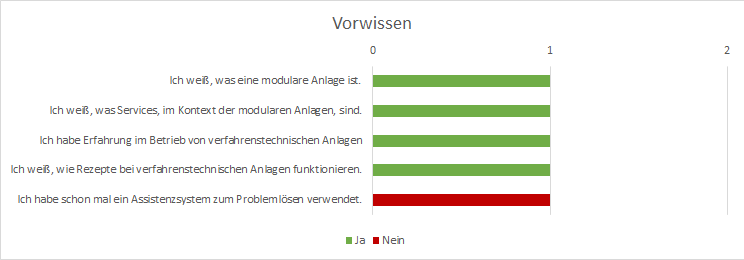 Vorwissen
0 1 2
Ich weiß, was eine modulare Anlage ist.
Ich weiß, was Services, im Kontext der modularen Anlagen, sind.
Ich habe Erfahrung im Betrieb von verfahrenstechnischen Anlagen
Ich weiß, wie Rezepte bei verfahrenstechnischen Anlagen funktionieren.
Ich habe schon mal ein Assistenzsystem zum Problemlösen verwendet.
Ja Nein